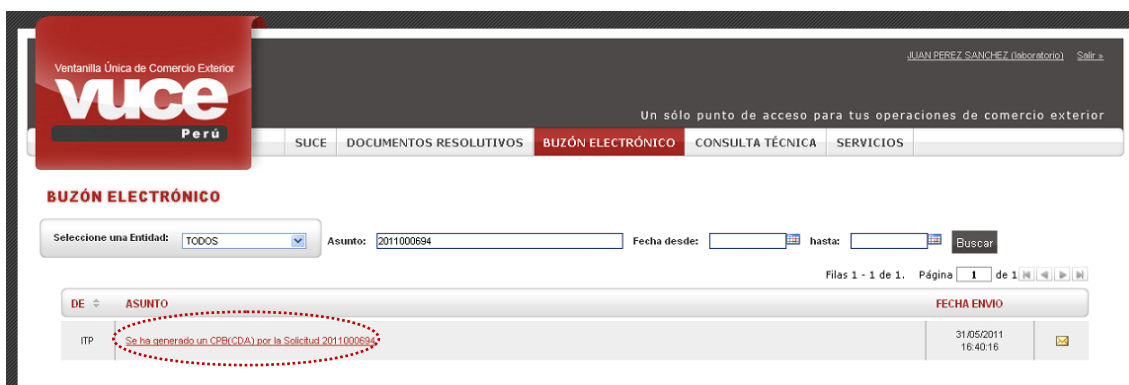 JUAN PEREZ SANCHEZ (laboratorio) Salir »
Ventanilla Única de Comercio Exterior
vuce
Perú
Un sólo punto de acceso para tus operaciones de comercio exterior
SUCE DOCUMENTOS RESOLUTIVOS BUZÓN ELECTRÓNICO CONSULTA TÉCNICA SERVICIOS
BUZÓN ELECTRÓNICO
Seleccione una Entidad: TODOS Asunto: 2011000694 Fecha desde: hasta: Buscar
Filas 1 - 1 de 1. Página 1 de 1
DE ASUNTO FECHA ENVIO
ITP Se ha generado un CPB(CDA) por la Solicitud 2011000694 31/05/2011
16:40:16